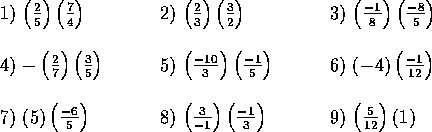 1) (2/5)(7/4) 2) (2/3)(3/2) 3) (-1/8)(-8/5)
4) -(2/7)(3/5) 5) (-10/3)(-1/5) 6) (-4)(-1/12)
7) (5)(-6/5) 8) (3/-1)(-1/3) 9) (5/12)(1)